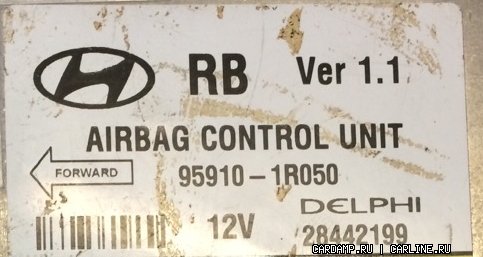 RB Ver 1.1
AIRBAG CONTROL UNIT
FORWARD 95910-1R050
12V DELPHI
28442199
CARDAMP.RU | CARLINE.RU